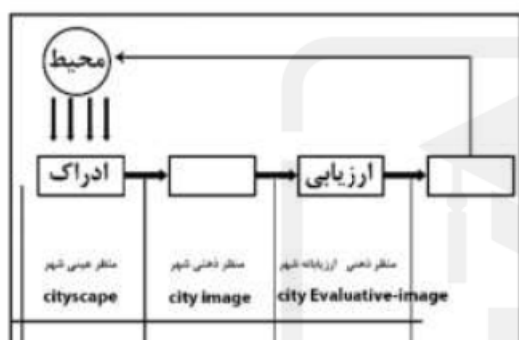 محیط
ادراک
ارزیابی
منظر عینی شهر
منظر ذهنی شهر
منظر ذهنی ارزیابانه شهر
cityscape
city image
city Evaluative-image